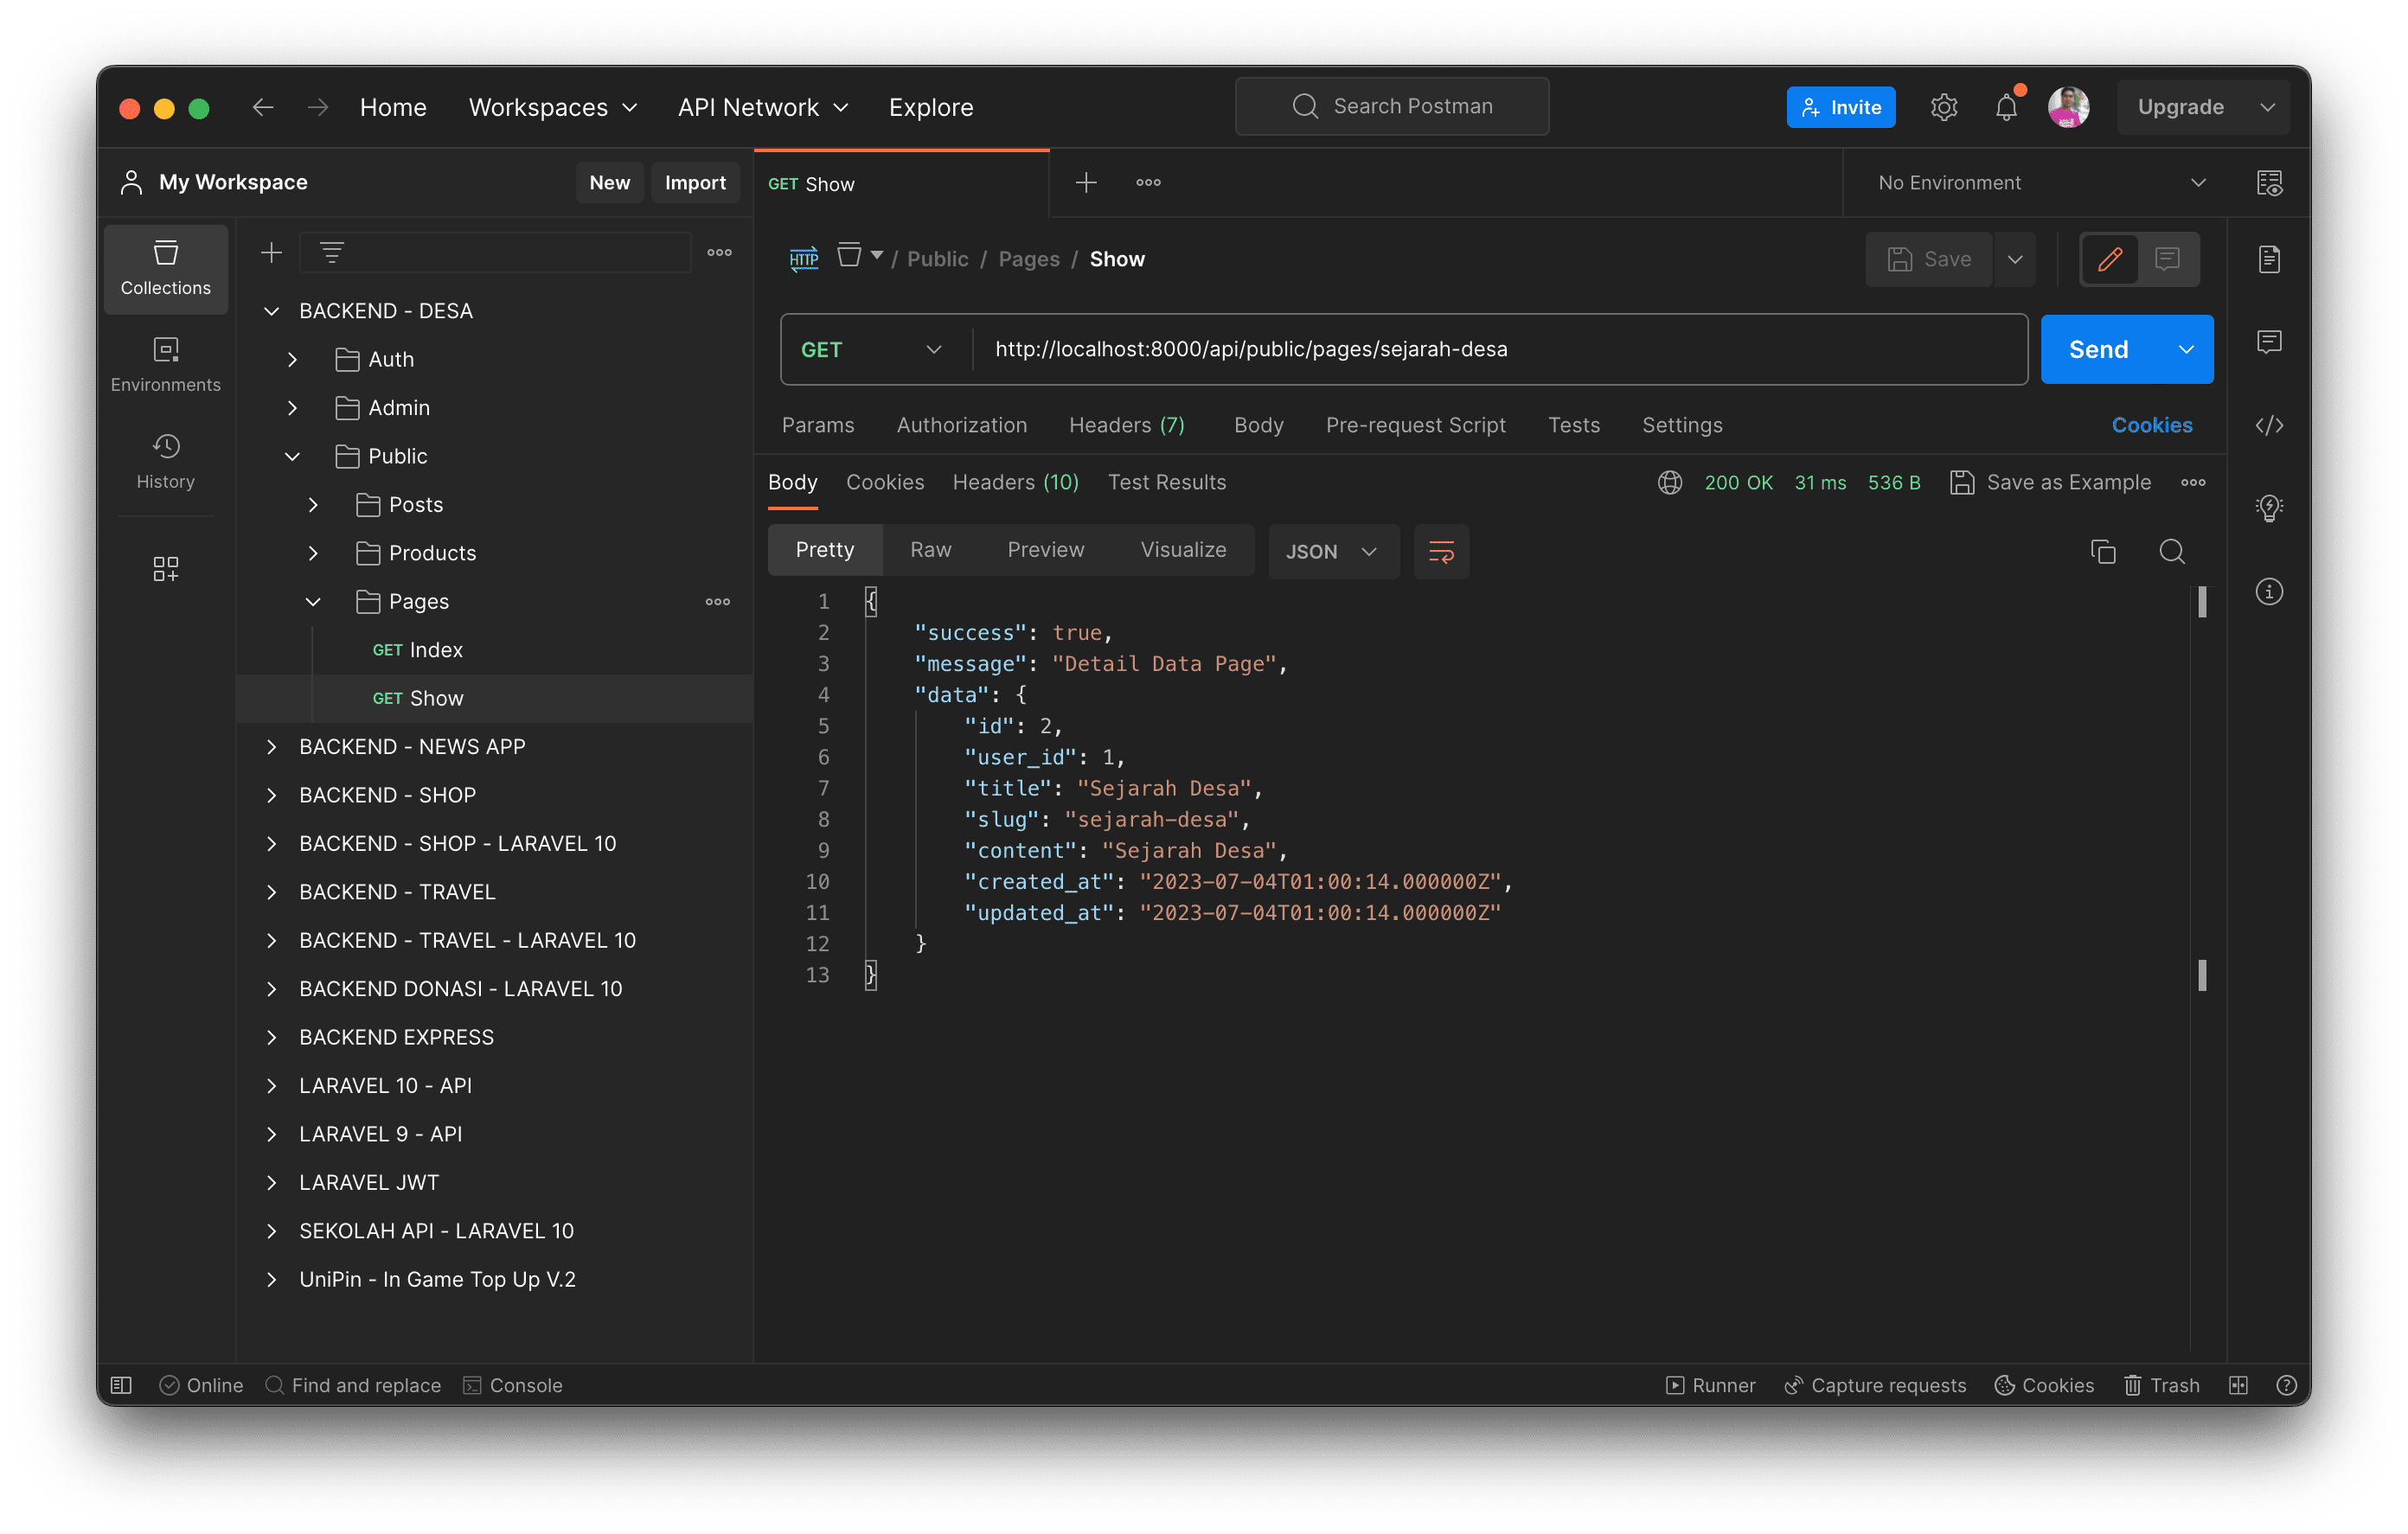 Home Workspaces API Network Explore Search Postman Invite Upgrade
My Workspace New Import GET Show No Environment
Collections
Environments
History
BACKEND - DESA
Auth
Admin
Public
Posts
Products
Pages
GET Index
GET Show
BACKEND - NEWS APP
BACKEND - SHOP
BACKEND - SHOP - LARAVEL 10
BACKEND - TRAVEL
BACKEND - TRAVEL - LARAVEL 10
BACKEND DONASI - LARAVEL 10
BACKEND EXPRESS
LARAVEL 10 - API
LARAVEL 9 - API
LARAVEL JWT
SEKOLAH API - LARAVEL 10
UniPin - In Game Top Up V.2
HTTP / Public / Pages / Show Save
GET http://localhost:8000/api/public/pages/sejarah-desa Send
Params Authorization Headers (7) Body Pre-request Script Tests Settings Cookies
Body Cookies Headers (10) Test Results 200 OK 31 ms 536 B Save as Example
Pretty Raw Preview Visualize JSON
1 {
2 "success": true,
3 "message": "Detail Data Page",
4 "data": {
5 "id": 2,
6 "user_id": 1,
7 "title": "Sejarah Desa",
8 "slug": "sejarah-desa",
9 "content": "Sejarah Desa",
10 "created_at": "2023-07-04T01:00:14.000000Z",
11 "updated_at": "2023-07-04T01:00:14.000000Z"
12 }
13 }
Online Find and replace Console Runner Capture requests Cookies Trash